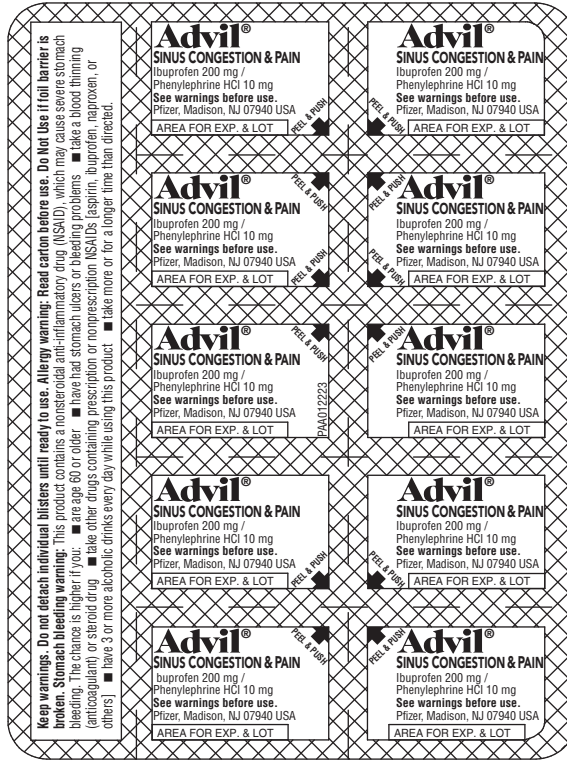 Keep warnings. Do not detach individual blisters until ready to use. Allergy warning: Read carton before use. Do Not Use if foil barrier is
broken. Stomach bleeding warning: This product contains a nonsteroidal anti-inflammatory drug (NSAID), which may cause severe stomach
bleeding. The chance is higher if you: ■ are age 60 or older ■ have had stomach ulcers or bleeding problems ■ take a blood thinning
(anticoagulant) or steroid drug ■ take other drugs containing prescription or nonprescription NSAIDs [aspirin, ibuprofen, naproxen, or
others] ■ have 3 or more alcoholic drinks every day while using this product ■ take more or for a longer time than directed.
Advil®
SINUS CONGESTION & PAIN
Ibuprofen 200 mg /
Phenylephrine HCl 10 mg
See warnings before use.
Pfizer, Madison, NJ 07940 USA
AREA FOR EXP. & LOT
PEEL & PUSH
Advil®
SINUS CONGESTION & PAIN
Ibuprofen 200 mg /
Phenylephrine HCl 10 mg
See warnings before use.
Pfizer, Madison, NJ 07940 USA
AREA FOR EXP. & LOT
PEEL & PUSH
Advil®
PEEL & PUSH
SINUS CONGESTION & PAIN
Ibuprofen 200 mg /
Phenylephrine HCl 10 mg
See warnings before use.
Pfizer, Madison, NJ 07940 USA
AREA FOR EXP. & LOT
PEEL & PUSH
Advil®
PEEL & PUSH
SINUS CONGESTION & PAIN
Ibuprofen 200 mg /
Phenylephrine HCl 10 mg
See warnings before use.
Pfizer, Madison, NJ 07940 USA
AREA FOR EXP. & LOT
PEEL & PUSH
Advil®
PEEL & PUSH
SINUS CONGESTION & PAIN
Ibuprofen 200 mg /
Phenylephrine HCl 10 mg
See warnings before use.
Pfizer, Madison, NJ 07940 USA
AREA FOR EXP. & LOT
PAA012223
Advil®
PEEL & PUSH
SINUS CONGESTION & PAIN
Ibuprofen 200 mg /
Phenylephrine HCl 10 mg
See warnings before use.
Pfizer, Madison, NJ 07940 USA
AREA FOR EXP. & LOT
Advil®
SINUS CONGESTION & PAIN
Ibuprofen 200 mg /
Phenylephrine HCl 10 mg
See warnings before use.
Pfizer, Madison, NJ 07940 USA
AREA FOR EXP. & LOT
PEEL & PUSH
Advil®
SINUS CONGESTION & PAIN
Ibuprofen 200 mg /
Phenylephrine HCl 10 mg
See warnings before use.
Pfizer, Madison, NJ 07940 USA
AREA FOR EXP. & LOT
PEEL & PUSH
Advil®
PEEL & PUSH
SINUS CONGESTION & PAIN
buprofen 200 mg /
Phenylephrine HCl 10 mg
See warnings before use.
Pfizer, Madison, NJ 07940 USA
AREA FOR EXP. & LOT
Advil®
PEEL & PUSH
SINUS CONGESTION & PAIN
Ibuprofen 200 mg /
Phenylephrine HCl 10 mg
See warnings before use.
Pfizer, Madison, NJ 07940 USA
AREA FOR EXP. & LOT